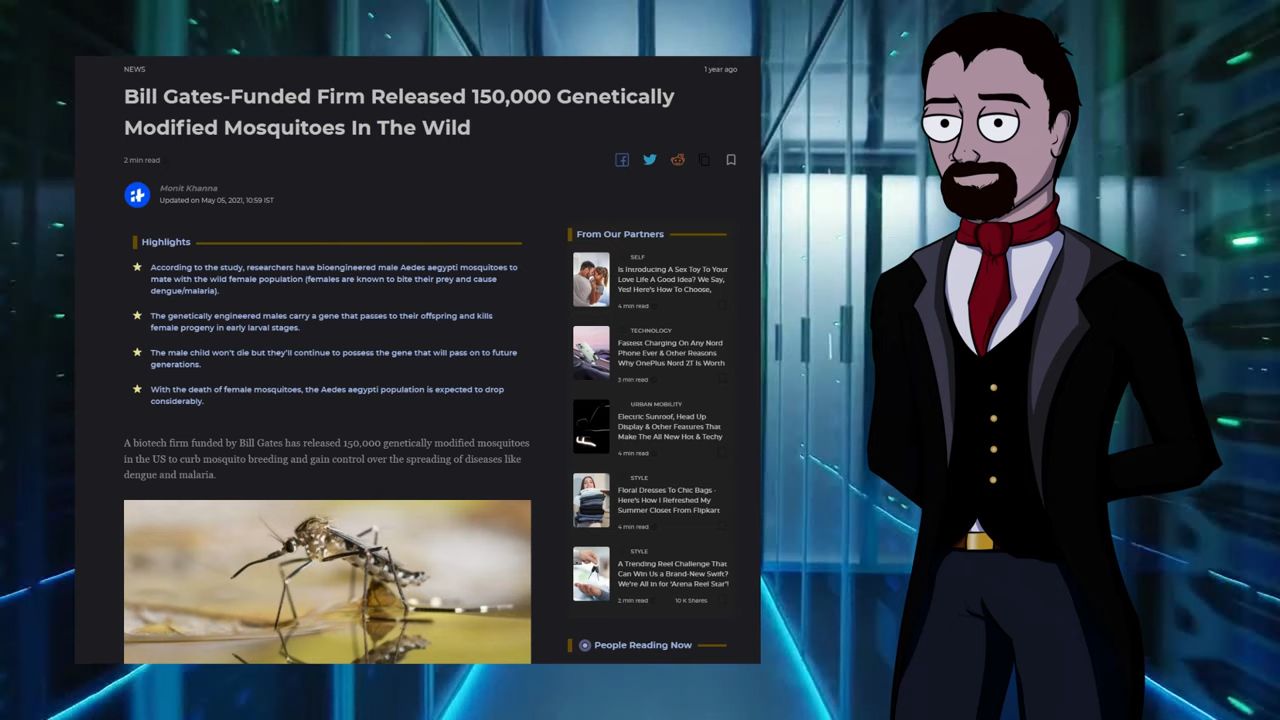 NEWS
1 year ago
Bill Gates-Funded Firm Released 150,000 Genetically
Modified Mosquitoes In The Wild
2 min read
Monit Khanna
Updated on May 05, 2021, 10:59 IST
Highlights
According to the study, researchers have bioengineered male Aedes aegypti mosquitoes to
mate with the wild female population (females are known to bite their prey and cause
dengue/malaria).
The genetically engineered males carry a gene that passes to their offspring and kills
female progeny in early larval stages.
The male child won't die but they'll continue to possess the gene that will pass on to future
generations.
With the death of female mosquitoes, the Aedes aegypti population is expected to drop
considerably.
A biotech firm funded by Bill Gates has released 150,000 genetically modified mosquitoes
in the US to curb mosquito breeding and gain control over the spreading of diseases like
dengue and malaria.
From Our Partners
SELF
Is Introducing A Sex Toy To Your
Love Life A Good Idea? We Say,
Yes! Here's How To Choose,
4 min read
TECHNOLOGY
Fastest Charging On Any Nord
Phone Ever & Other Reasons
Why OnePlus Nord 2T Is Worth
3 min read
URBAN MOBILITY
Electric Sunroof, Head Up
Display & Other Features That
Make The All New Hot & Techy
4 min read
STYLE
Floral Dresses To Chic Bags -
Here's How I Refreshed My
Summer Closet From Flipkart
4 min read
STYLE
A Trending Reel Challenge That
Can Win Us a Brand-New Swift?
We're All in for 'Arena Reel Star'!
2 min read
10 K Shares
People Reading Now